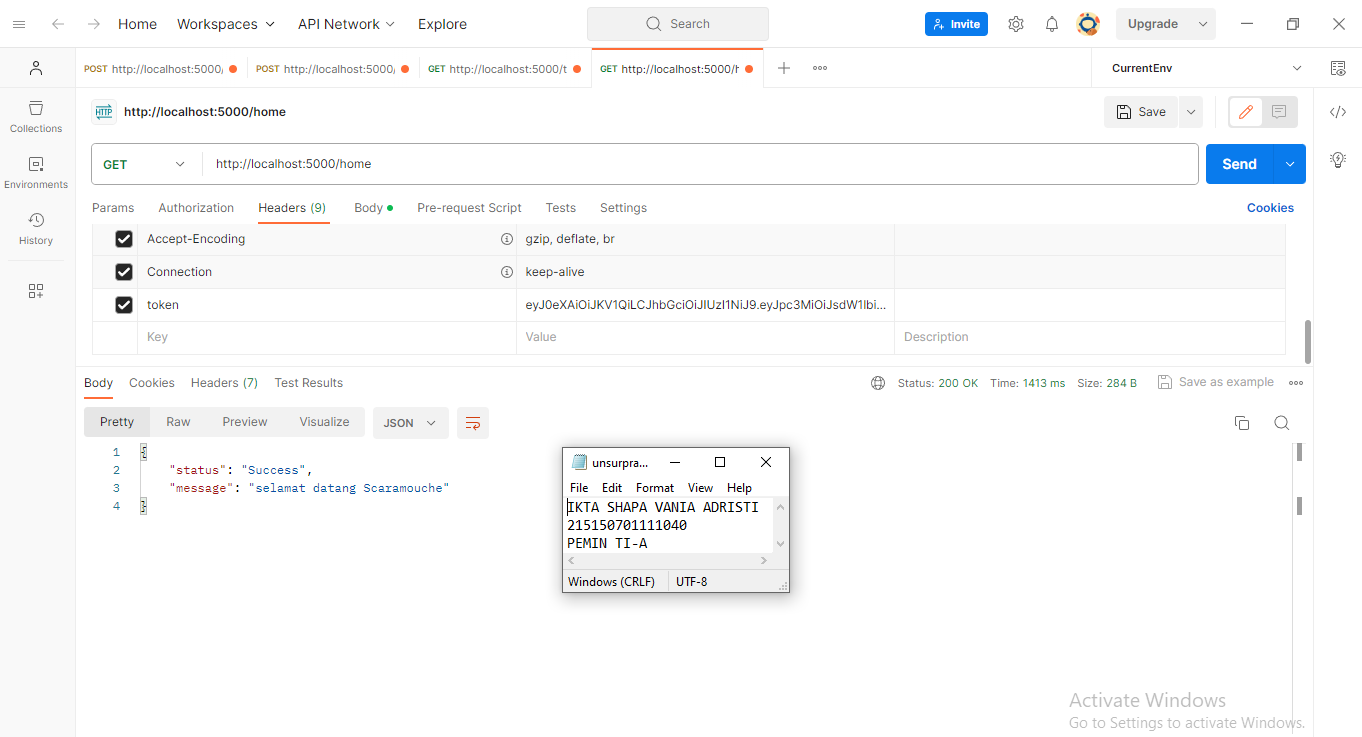 Home Workspaces API Network Explore Search Invite Upgrade
POST http://localhost:5000/ POST http://localhost:5000/ GET http://localhost:5000/t GET http://localhost:5000/h CurrentEnv
HTTP http://localhost:5000/home Save
Collections
GET http://localhost:5000/home Send
Environments
Params Authorization Headers (9) Body Pre-request Script Tests Settings Cookies
History
Accept-Encoding gzip, deflate, br
Connection keep-alive
token eyJ0eXAiOiJKV1QiLCJhbGciOiJIUzI1NiJ9.eyJpc3MiOiJsdW1lbi...
Key Value Description
Body Cookies Headers (7) Test Results Status: 200 OK Time: 1413 ms Size: 284 B Save as example
Pretty Raw Preview Visualize JSON
1 {
2 "status": "Success",
3 "message": "selamat datang Scaramouche"
4 }
unsurpra...
File Edit Format View Help
IKTA SHAPA VANIA ADRISTI
215150701111040
PEMIN TI-A
Windows (CRLF) UTF-8
Activate Windows
Go to Settings to activate Windows.